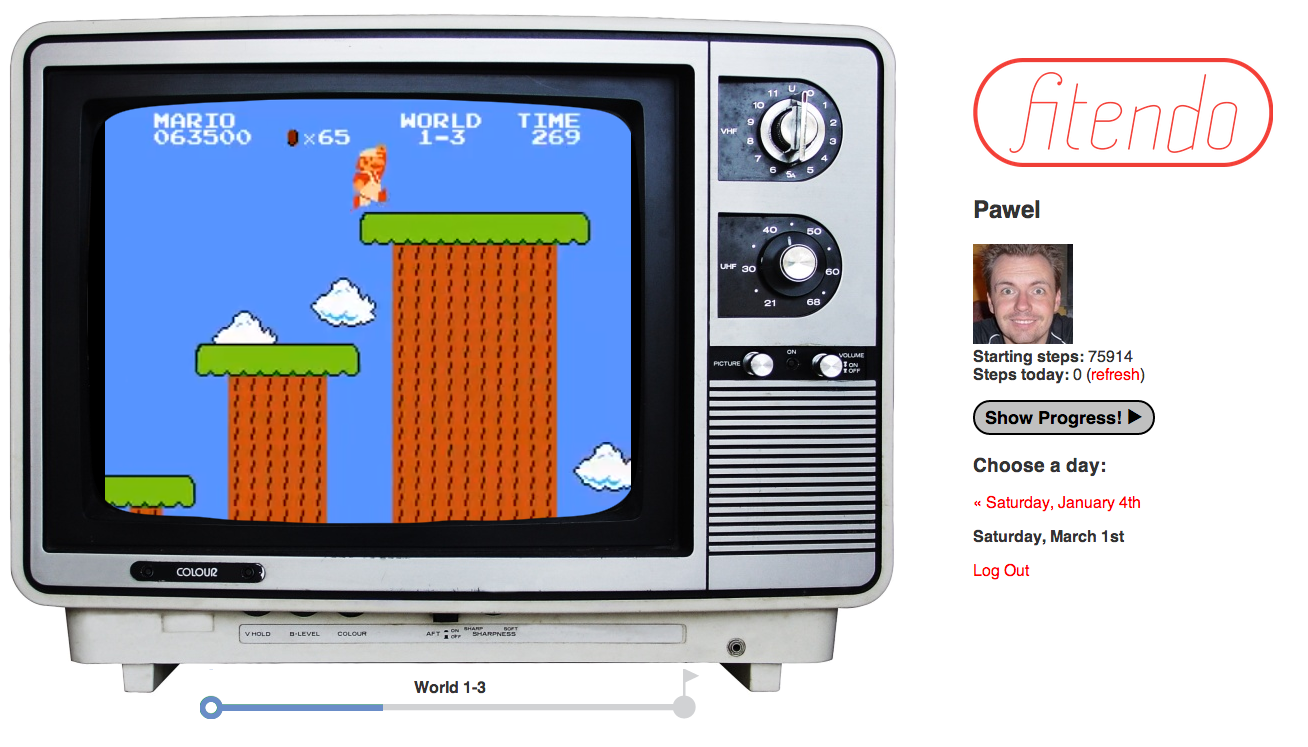 MARIO WORLD TIME
063500 ×65 1-3 269
VHF
11 U 0
10 1
9 2
8 3
7 4
6 5A 5
UHF
40 50
30 60
21 68
PICTURE
ON
VOLUME
ON
OFF
COLOUR
V HOLD B-LEVEL COLOUR AFT ON OFF SHARP SOFT
SHARPNESS
World 1-3
fitendo
Pawel
Starting steps: 75914
Steps today: 0 (refresh)
Show Progress! ▶
Choose a day:
« Saturday, January 4th
Saturday, March 1st
Log Out